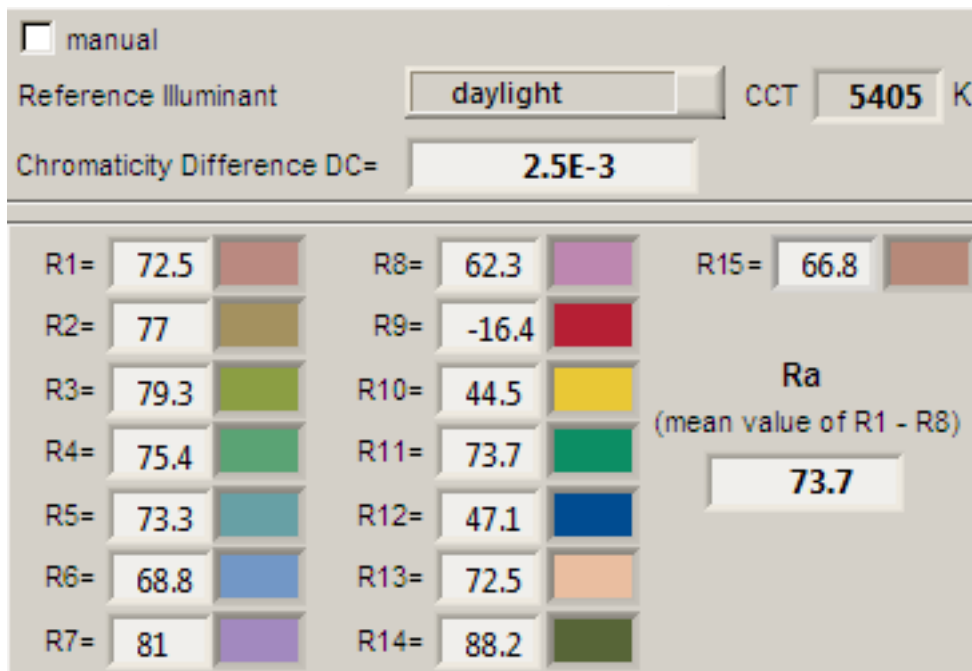 manual
Reference Illuminant daylight CCT 5405 K
Chromaticity Difference DC= 2.5E-3
R1= 72.5 R8= 62.3 R15= 66.8
R2= 77 R9= -16.4
R3= 79.3 R10= 44.5 Ra
(mean value of R1 - R8)
R4= 75.4 R11= 73.7
73.7
R5= 73.3 R12= 47.1
R6= 68.8 R13= 72.5
R7= 81 R14= 88.2